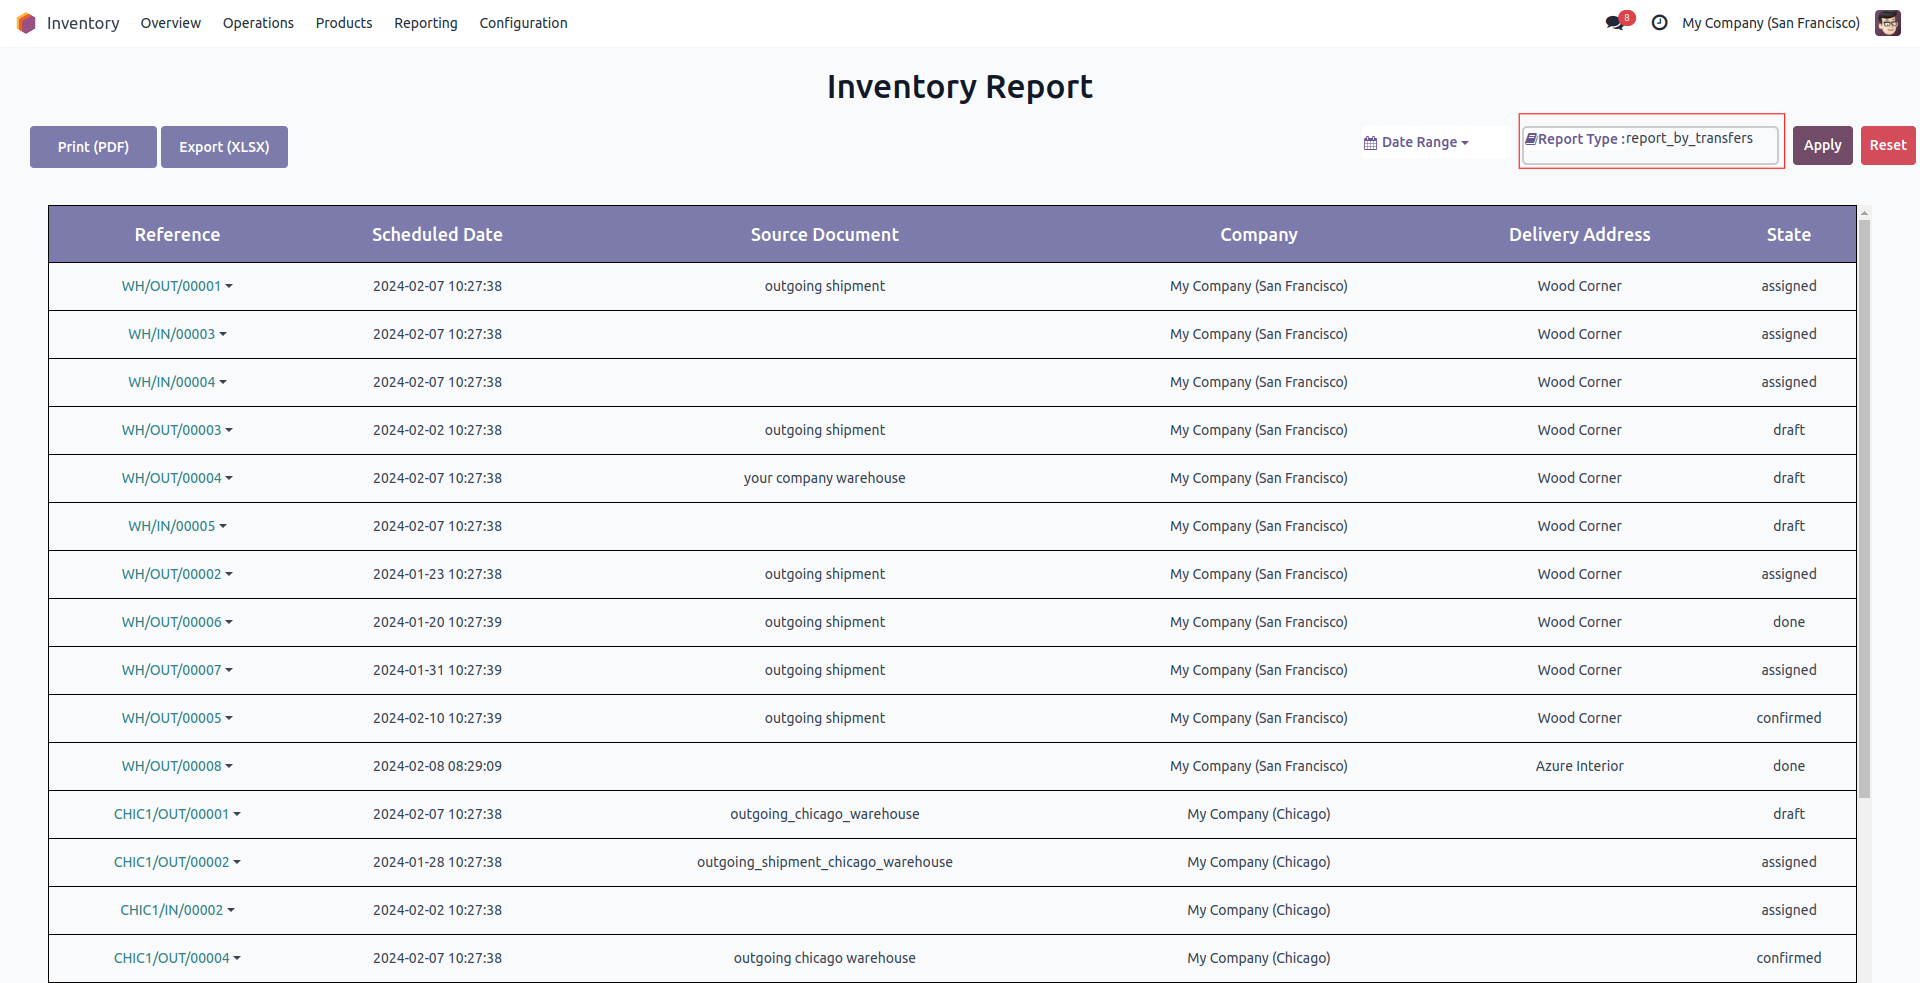 Inventory Overview Operations Products Reporting Configuration 8 My Company (San Francisco)
Inventory Report
Print (PDF) Export (XLSX) Date Range Report Type :report_by_transfers Apply Reset
Reference Scheduled Date Source Document Company Delivery Address State
WH/OUT/00001 2024-02-07 10:27:38 outgoing shipment My Company (San Francisco) Wood Corner assigned
WH/IN/00003 2024-02-07 10:27:38 My Company (San Francisco) Wood Corner assigned
WH/IN/00004 2024-02-07 10:27:38 My Company (San Francisco) Wood Corner assigned
WH/OUT/00003 2024-02-02 10:27:38 outgoing shipment My Company (San Francisco) Wood Corner draft
WH/OUT/00004 2024-02-07 10:27:38 your company warehouse My Company (San Francisco) Wood Corner draft
WH/IN/00005 2024-02-07 10:27:38 My Company (San Francisco) Wood Corner draft
WH/OUT/00002 2024-01-23 10:27:38 outgoing shipment My Company (San Francisco) Wood Corner assigned
WH/OUT/00006 2024-01-20 10:27:39 outgoing shipment My Company (San Francisco) Wood Corner done
WH/OUT/00007 2024-01-31 10:27:39 outgoing shipment My Company (San Francisco) Wood Corner assigned
WH/OUT/00005 2024-02-10 10:27:39 outgoing shipment My Company (San Francisco) Wood Corner confirmed
WH/OUT/00008 2024-02-08 08:29:09 My Company (San Francisco) Azure Interior done
CHIC1/OUT/00001 2024-02-07 10:27:38 outgoing_chicago_warehouse My Company (Chicago) draft
CHIC1/OUT/00002 2024-01-28 10:27:38 outgoing_shipment_chicago_warehouse My Company (Chicago) assigned
CHIC1/IN/00002 2024-02-02 10:27:38 My Company (Chicago) assigned
CHIC1/OUT/00004 2024-02-07 10:27:38 outgoing chicago warehouse My Company (Chicago) confirmed